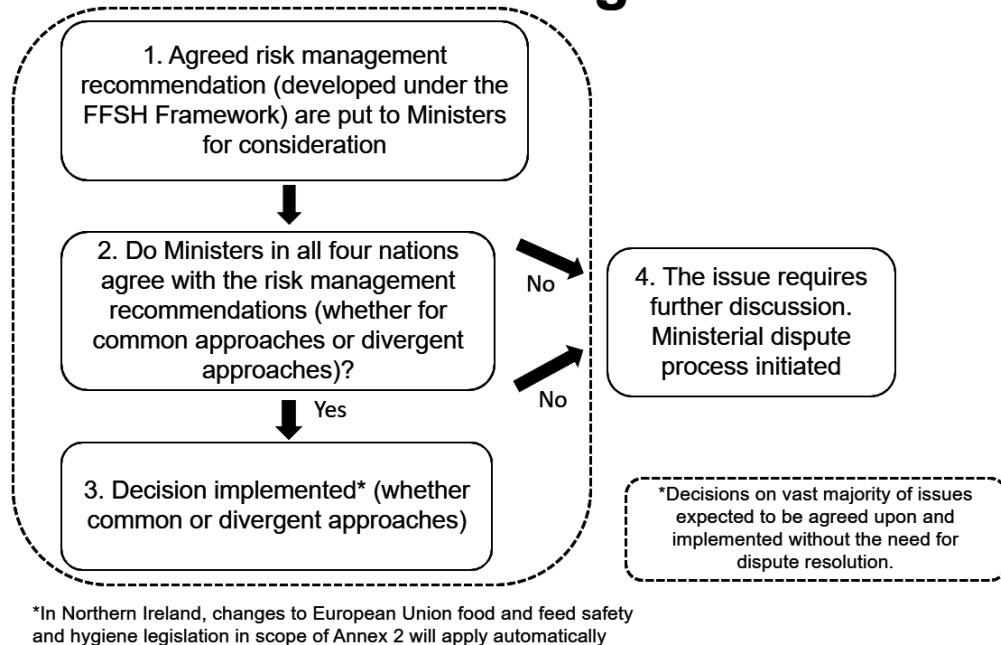 1. Agreed risk management
recommendation (developed under the
FFSH Framework) are put to Ministers
for consideration
2. Do Ministers in all four nations
agree with the risk management
recommendations (whether for
common approaches or divergent
approaches)?
No
No
4. The issue requires
further discussion.
Ministerial dispute
process initiated
Yes
3. Decision implemented* (whether
common or divergent approaches)
*Decisions on vast majority of issues
expected to be agreed upon and
implemented without the need for
dispute resolution.
*In Northern Ireland, changes to European Union food and feed safety
and hygiene legislation in scope of Annex 2 will apply automatically